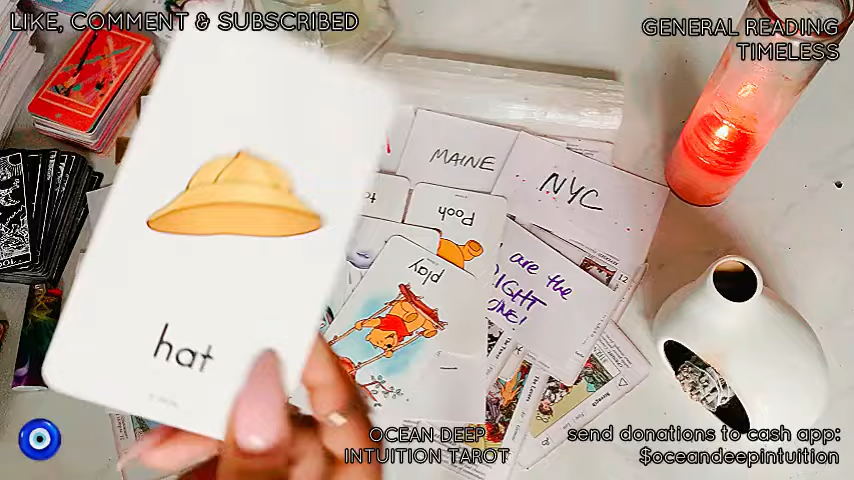 LIKE, COMMENT & SUBSCRIBED
GENERAL READING
TIMELESS
MAINE
NYC
Pooh
are the
RIGHT
ONE!
play
12
hat
OCEAN DEEP
INTUITION TAROT
send donations to cash app:
$oceandeepintuition